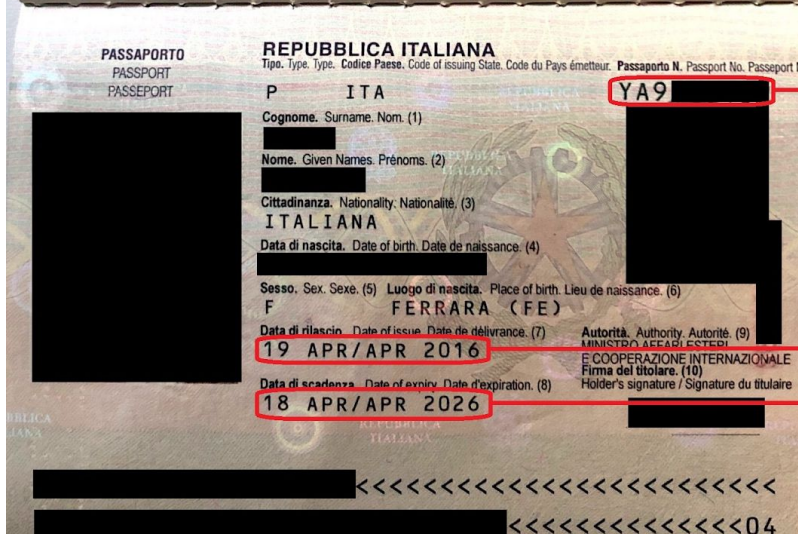 PASSAPORTO
PASSPORT
PASSEPORT
REPUBBLICA ITALIANA
Tipo. Type. Type. Codice Paese. Code of issuing State. Code du Pays émetteur. Passaporto N. Passport No. Passeport
P ITA YA9
Cognome. Surname. Nom. (1)
Nome. Given Names. Prénoms. (2)
Cittadinanza. Nationality. Nationalité. (3)
ITALIANA
Data di nascita. Date of birth. Date de naissance. (4)
Sesso. Sex. Sexe. (5) Luogo di nascita. Place of birth. Lieu de naissance. (6)
F FERRARA (FE)
Data di rilascio. Date of issue. Date de délivrance. (7)
19 APR/APR 2016
Autorità. Authority. Autorité. (9)
MINISTRO AFFARI ESTERI
E COOPERAZIONE INTERNAZIONALE
Data di scadenza. Date of expiry. Date d'expiration. (8)
18 APR/APR 2026
Firma del titolare. (10)
Holder's signature / Signature du titulaire
REPUBBLICA
ITALIANA
<<<<<<<<<<<<<<<<<<<<<<<<<<
<<<<<<<<<<<<<<04